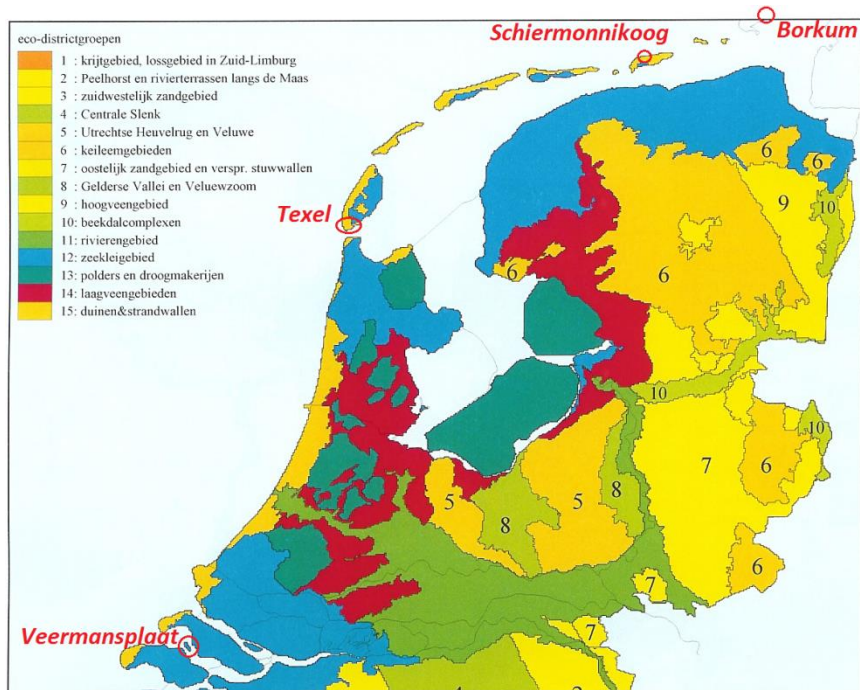 eco-districtgroepen
1 : krijtgebied, lossgebied in Zuid-Limburg
2 : Peelhorst en rivierterrassen langs de Maas
3 : zuidwestelijk zandgebied
4 : Centrale Slenk
5 : Utrechtse Heuvelrug en Veluwe
6 : keileemgebieden
7 : oostelijk zandgebied en verspr. stuwwallen
8 : Gelderse Vallei en Veluewzoom
9 : hoogveengebied
10: beekdalcomplexen
11: rivierengebied
12: zeekleigebied
13: polders en droogmakerijen
14: laagveengebieden
15: duinen&strandwallen
Schiermonnikoog
Borkum
Texel
Veermansplaat
6
6
9
10
6
6
10
10
7
6
5
8
5
8
6
7
7